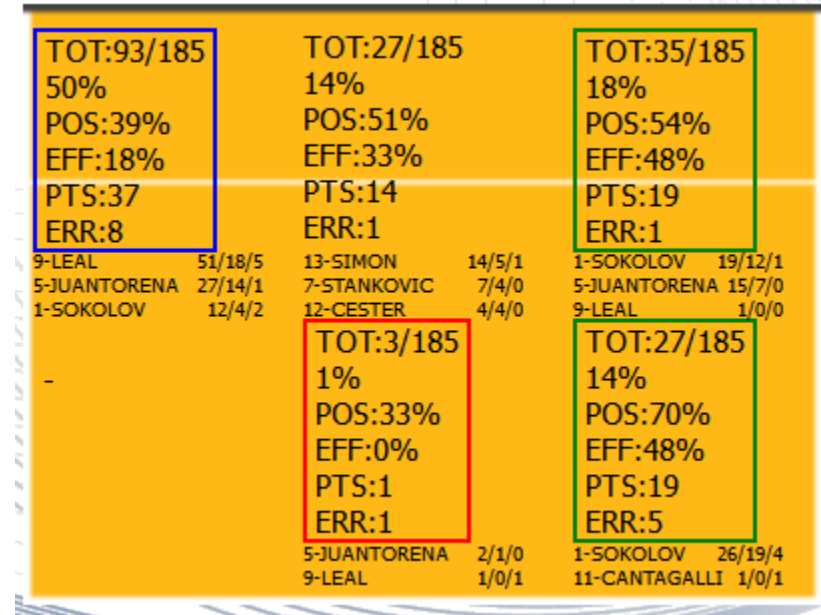 TOT:93/185
50%
POS:39%
EFF:18%
PTS:37
ERR:8
9-LEAL 51/18/5
5-JUANTORENA 27/14/1
1-SOKOLOV 12/4/2
TOT:27/185
14%
POS:51%
EFF:33%
PTS:14
ERR:1
13-SIMON 14/5/1
7-STANKOVIC 7/4/0
12-CESTER 4/4/0
TOT:35/185
18%
POS:54%
EFF:48%
PTS:19
ERR:1
1-SOKOLOV 19/12/1
5-JUANTORENA 15/7/0
9-LEAL 1/0/0
-
TOT:3/185
1%
POS:33%
EFF:0%
PTS:1
ERR:1
5-JUANTORENA 2/1/0
9-LEAL 1/0/1
TOT:27/185
14%
POS:70%
EFF:48%
PTS:19
ERR:5
1-SOKOLOV 26/19/4
11-CANTAGALLI 1/0/1